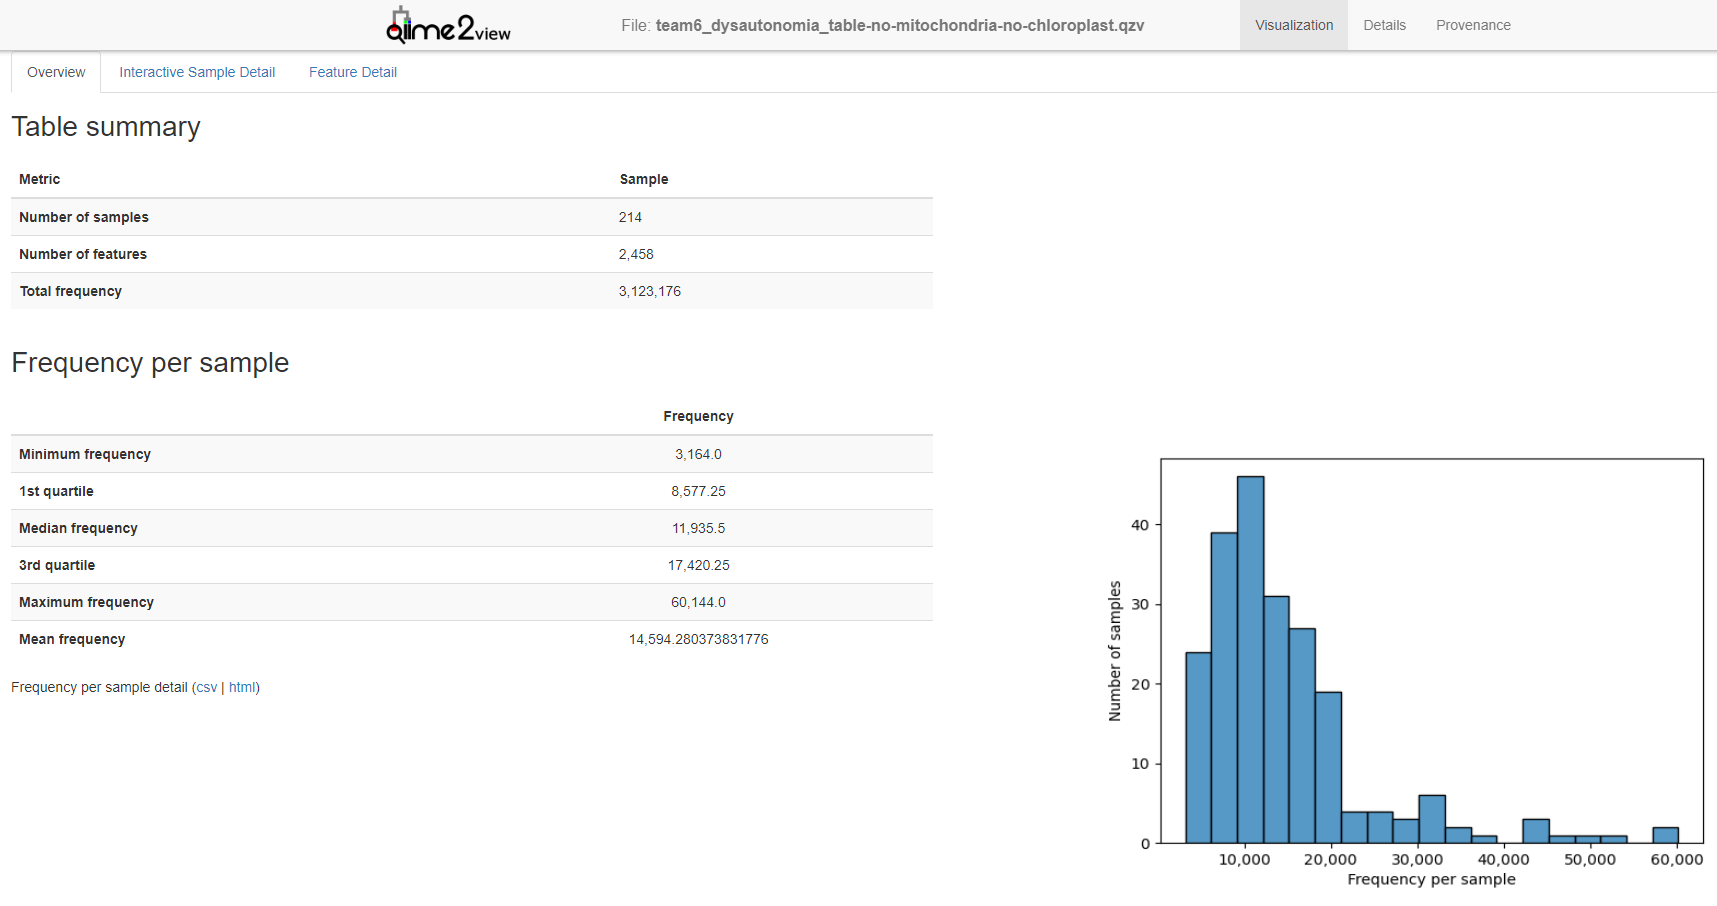 qiime2view
File: team6_dysautonomia_table-no-mitochondria-no-chloroplast.qzv
Visualization Details Provenance
Overview Interactive Sample Detail Feature Detail
Table summary
Metric Sample
Number of samples 214
Number of features 2,458
Total frequency 3,123,176
Frequency per sample
Frequency
Minimum frequency 3,164.0
1st quartile 8,577.25
Median frequency 11,935.5
3rd quartile 17,420.25
Maximum frequency 60,144.0
Mean frequency 14,594.280373831776
Frequency per sample detail (csv | html)
Number of samples
40
30
20
10
0
10,000 20,000 30,000 40,000 50,000 60,000
Frequency per sample